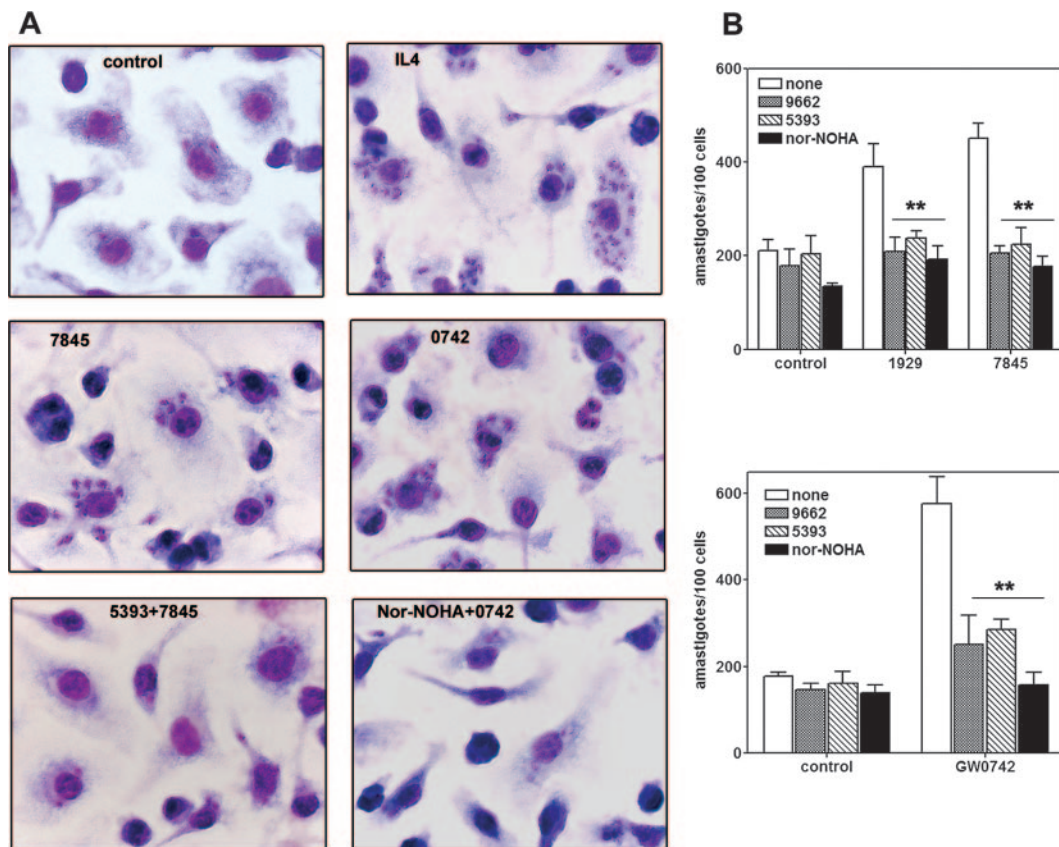 A
control
IL4
7845
0742
5393+7845
Nor-NOHA+0742
B
600
400
200
0
amastigotes/100 cells
none
9662
5393
nor-NOHA
**
**
control
1929
7845
600
400
200
0
amastigotes/100 cells
none
9662
5393
nor-NOHA
**
control
GW0742